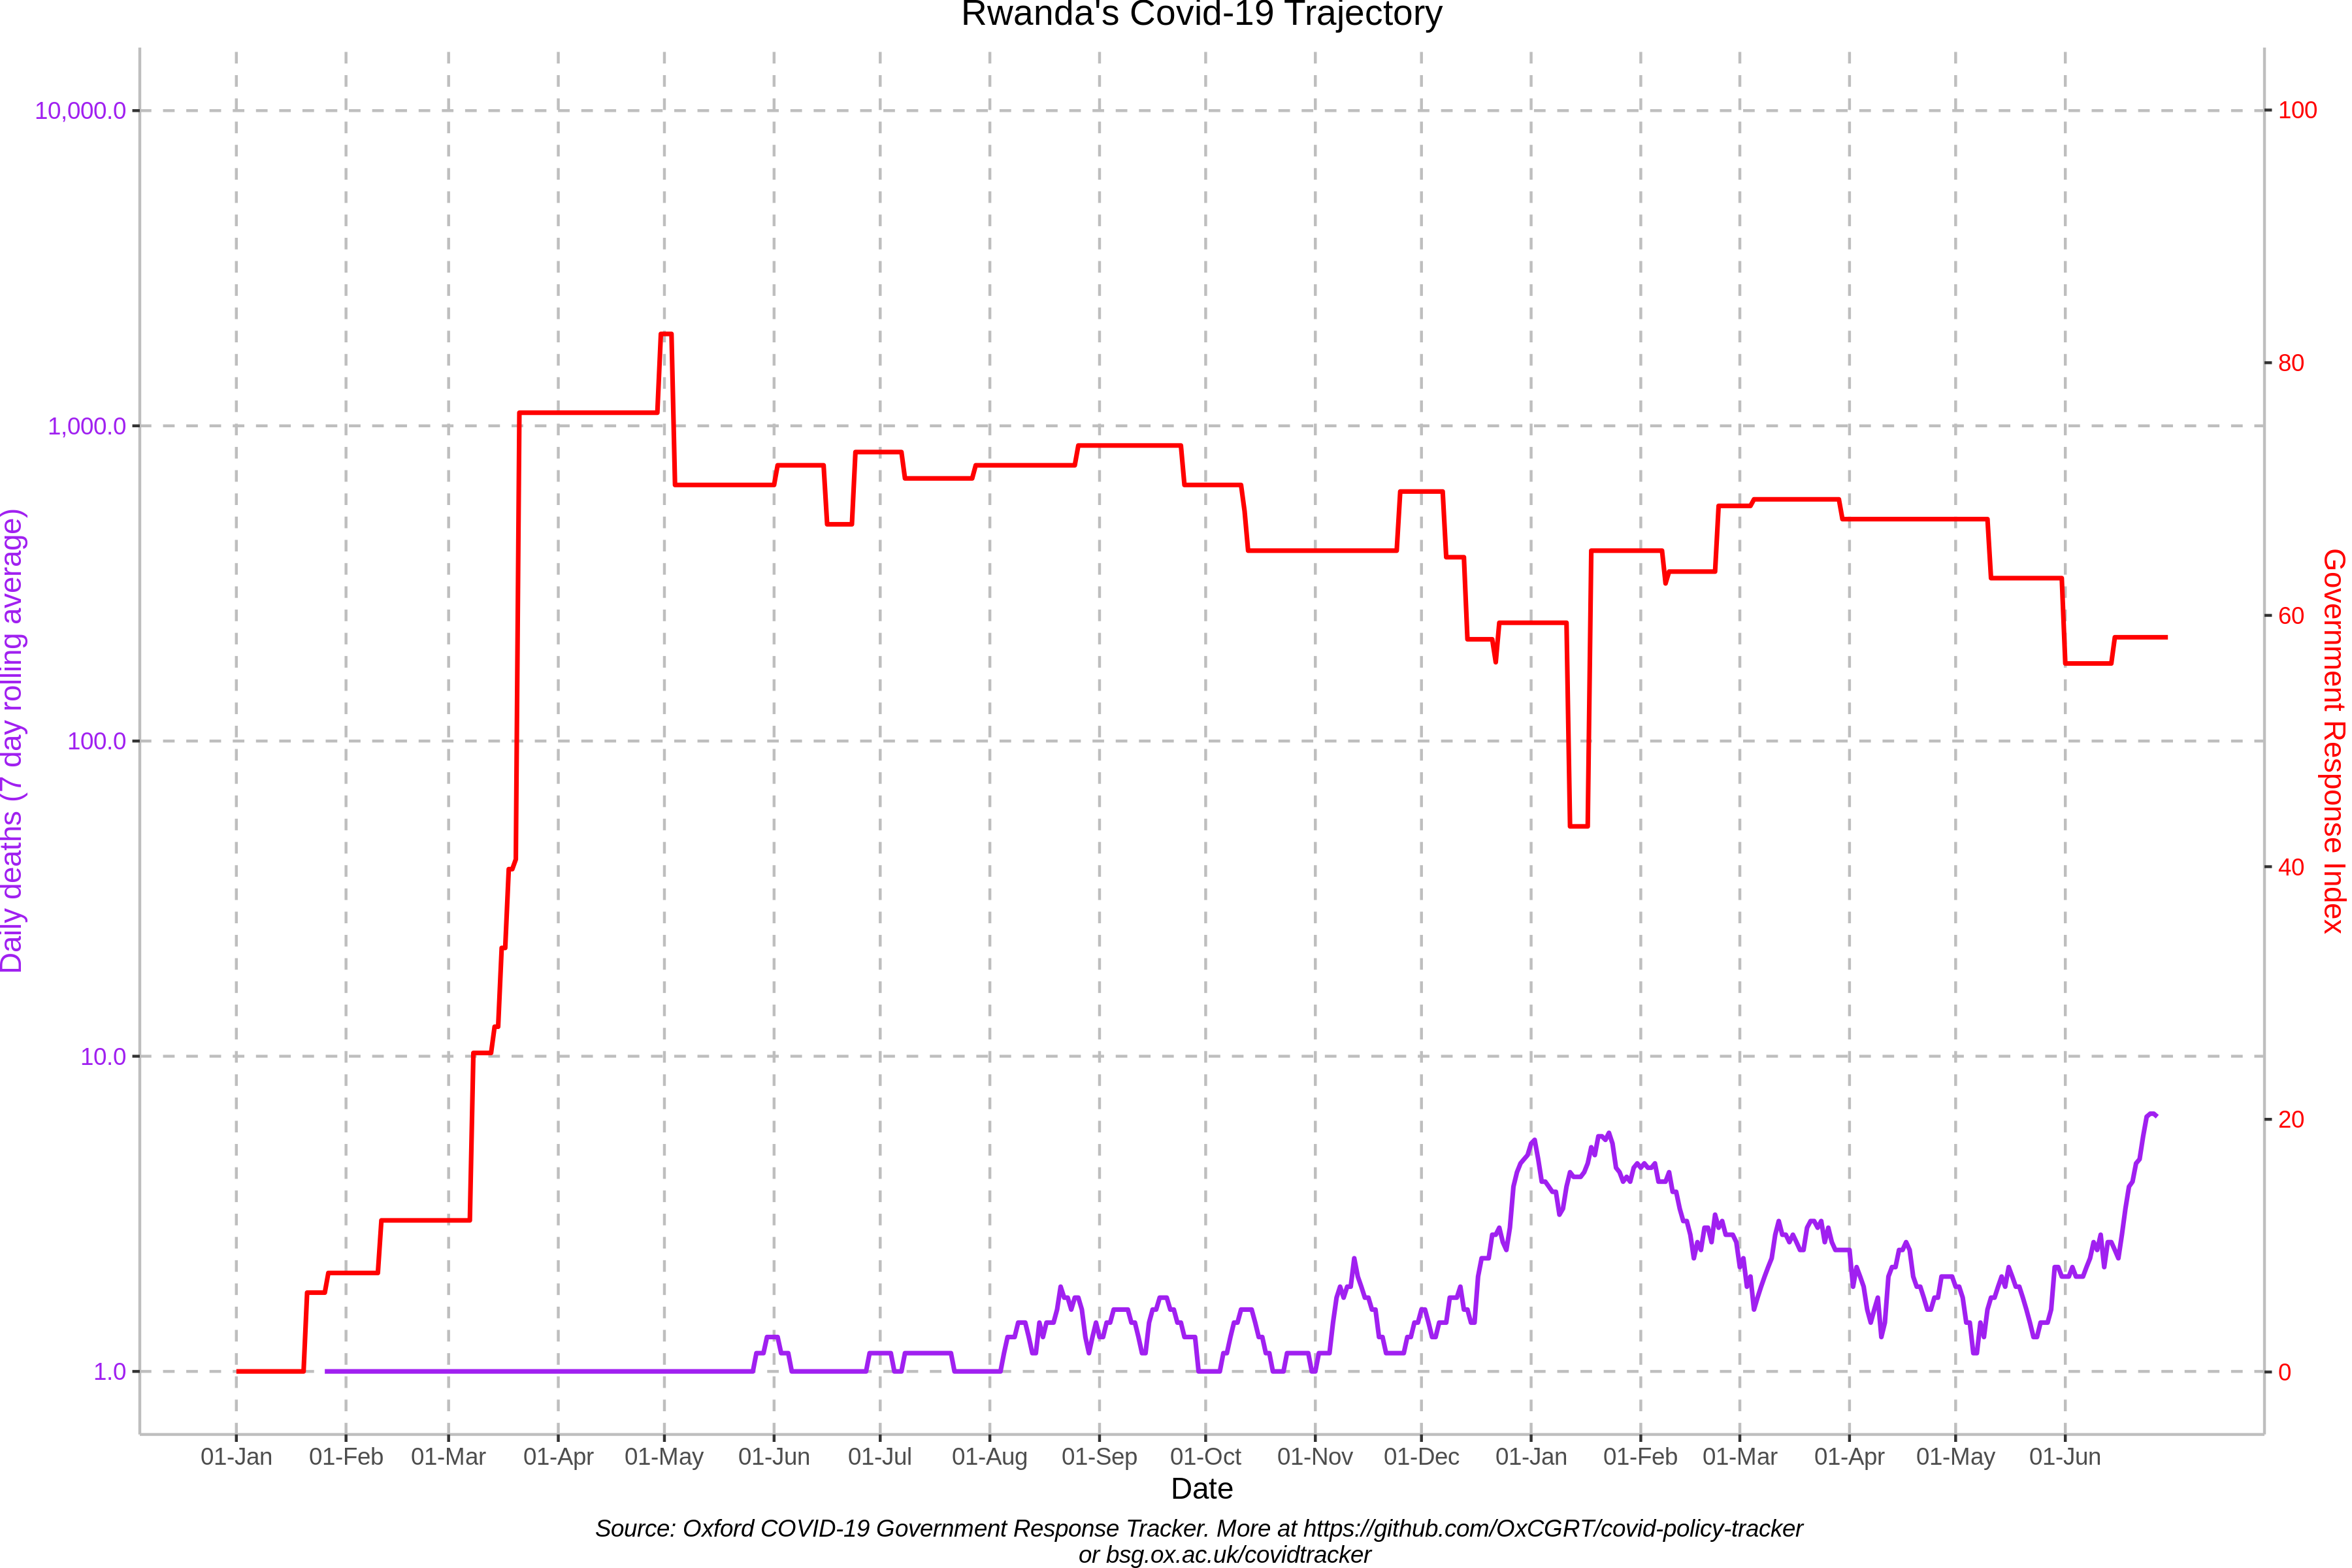 Rwanda's Covid-19 Trajectory
10,000.0
1,000.0
100.0
10.0
1.0
Daily deaths (7 day rolling average)
100
80
60
40
20
0
Government Response Index
01-Jan 01-Feb 01-Mar 01-Apr 01-May 01-Jun 01-Jul 01-Aug 01-Sep 01-Oct 01-Nov 01-Dec 01-Jan 01-Feb 01-Mar 01-Apr 01-May 01-Jun
Date
Source: Oxford COVID-19 Government Response Tracker. More at https://github.com/OxCGRT/covid-policy-tracker
or bsg.ox.ac.uk/covidtracker